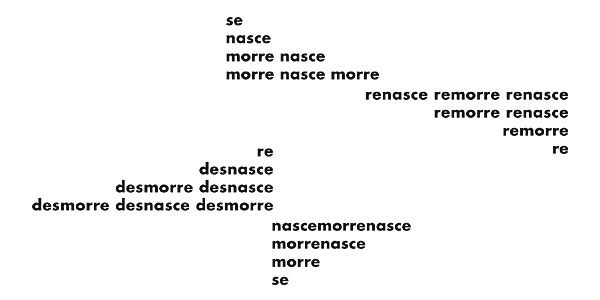 se
nasce
morre nasce
morre nasce morre
renasce remorre renasce
remorre renasce
remorre
re
re
desnasce
desmorre desnasce
desmorre desnasce desmorre
nascemorrenasce
morrenasce
morre
se